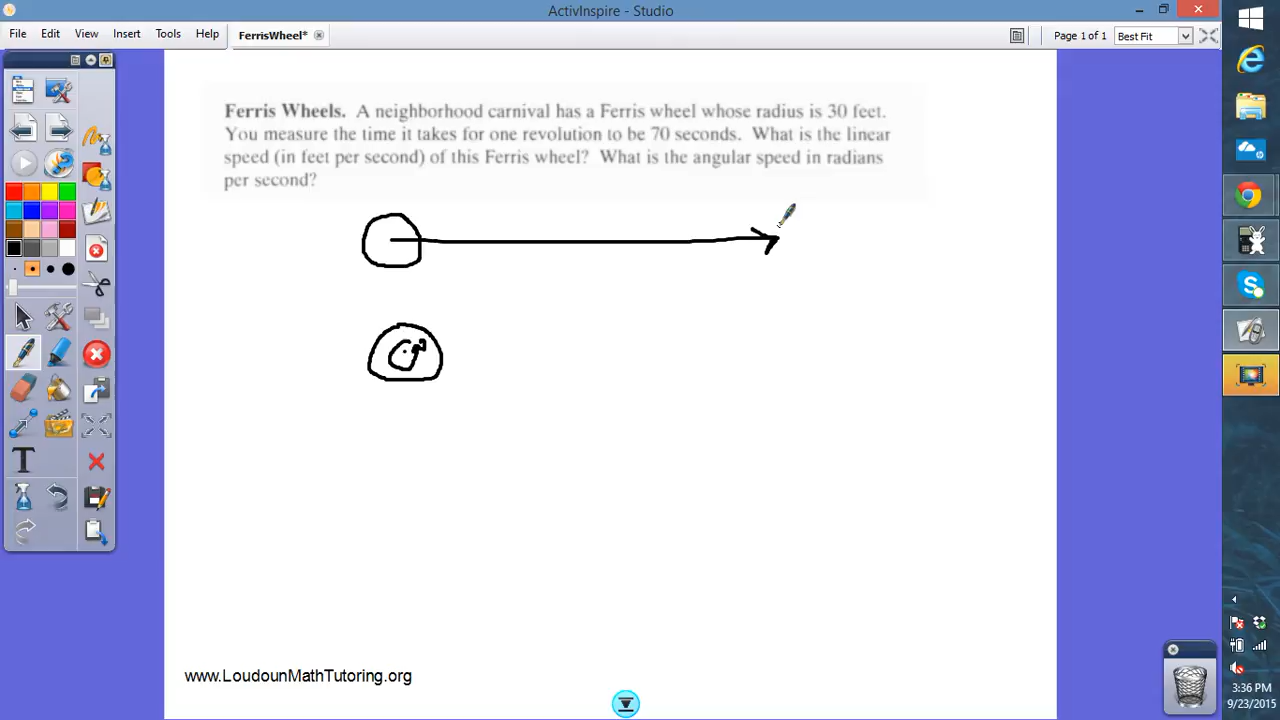 ActivInspire - Studio
File Edit View Insert Tools Help FerrisWheel* Page 1 of 1 Best Fit
Ferris Wheels. A neighborhood carnival has a Ferris wheel whose radius is 30 feet.
You measure the time it takes for one revolution to be 70 seconds. What is the linear
speed (in feet per second) of this Ferris wheel? What is the angular speed in radians
per second?
www.LoudounMathTutoring.org
3:36 PM
9/23/2015